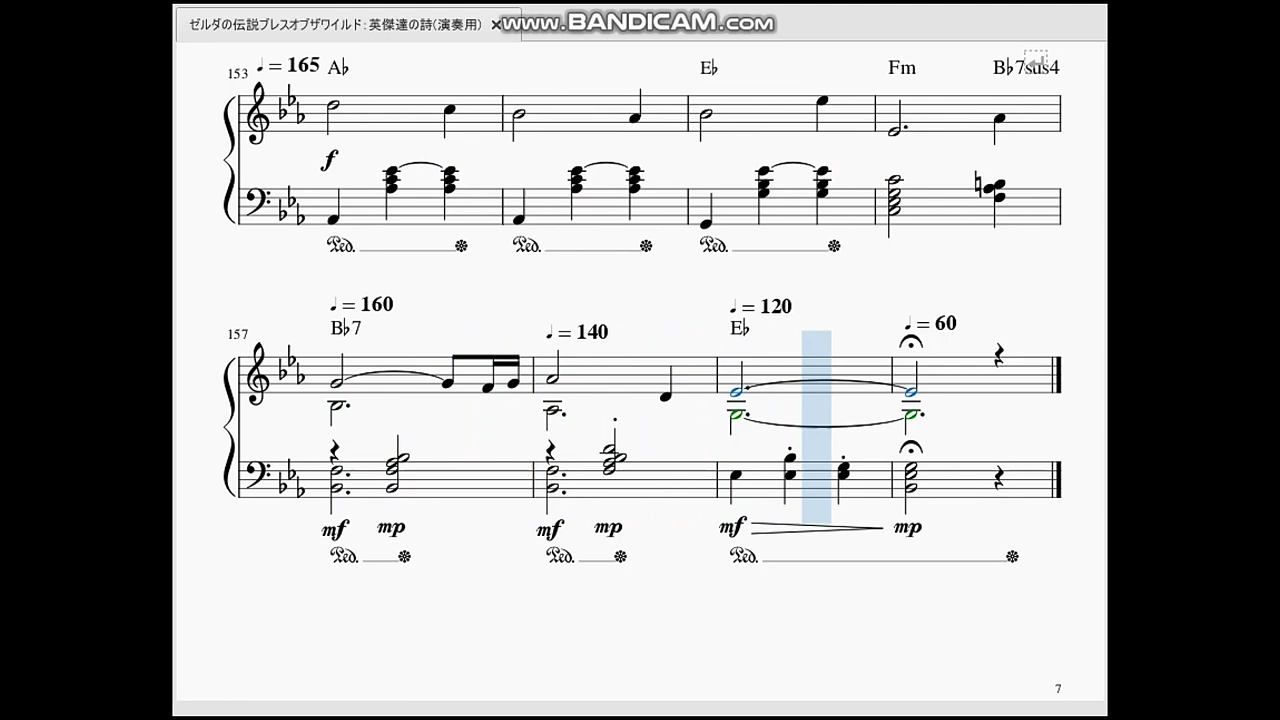 ゼルダの伝説ブレスオブザワイルド:英傑達の詩(演奏用) ×
www.BANDICAM.com
153 ♩= 165 A♭ E♭ Fm B♭7sus4
f
Ped. Ped. Ped.
♩= 160 ♩= 140 ♩= 120 ♩= 60
157 B♭7 E♭
mf mp mf mp mf mp
Ped. Ped. Ped.
7